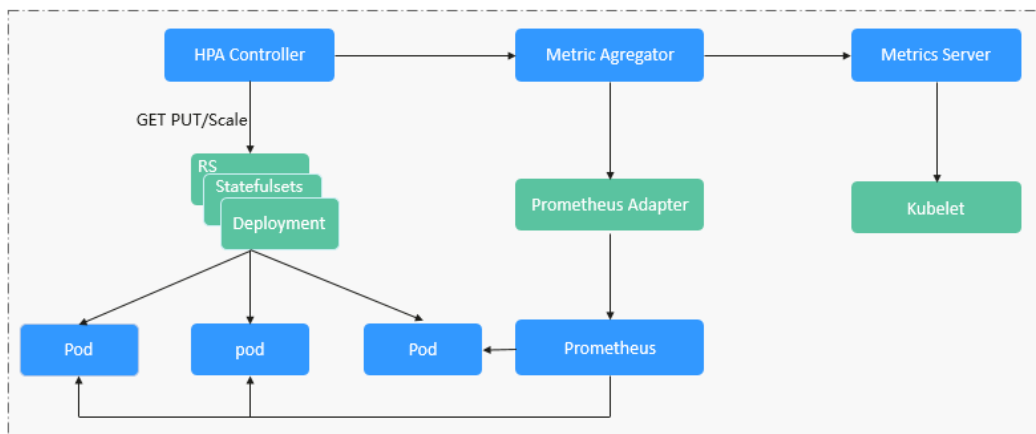 HPA Controller
Metric Agregator
Metrics Server
GET PUT/Scale
RS
Statefulsets
Deployment
Prometheus Adapter
Kubelet
Pod
pod
Pod
Prometheus